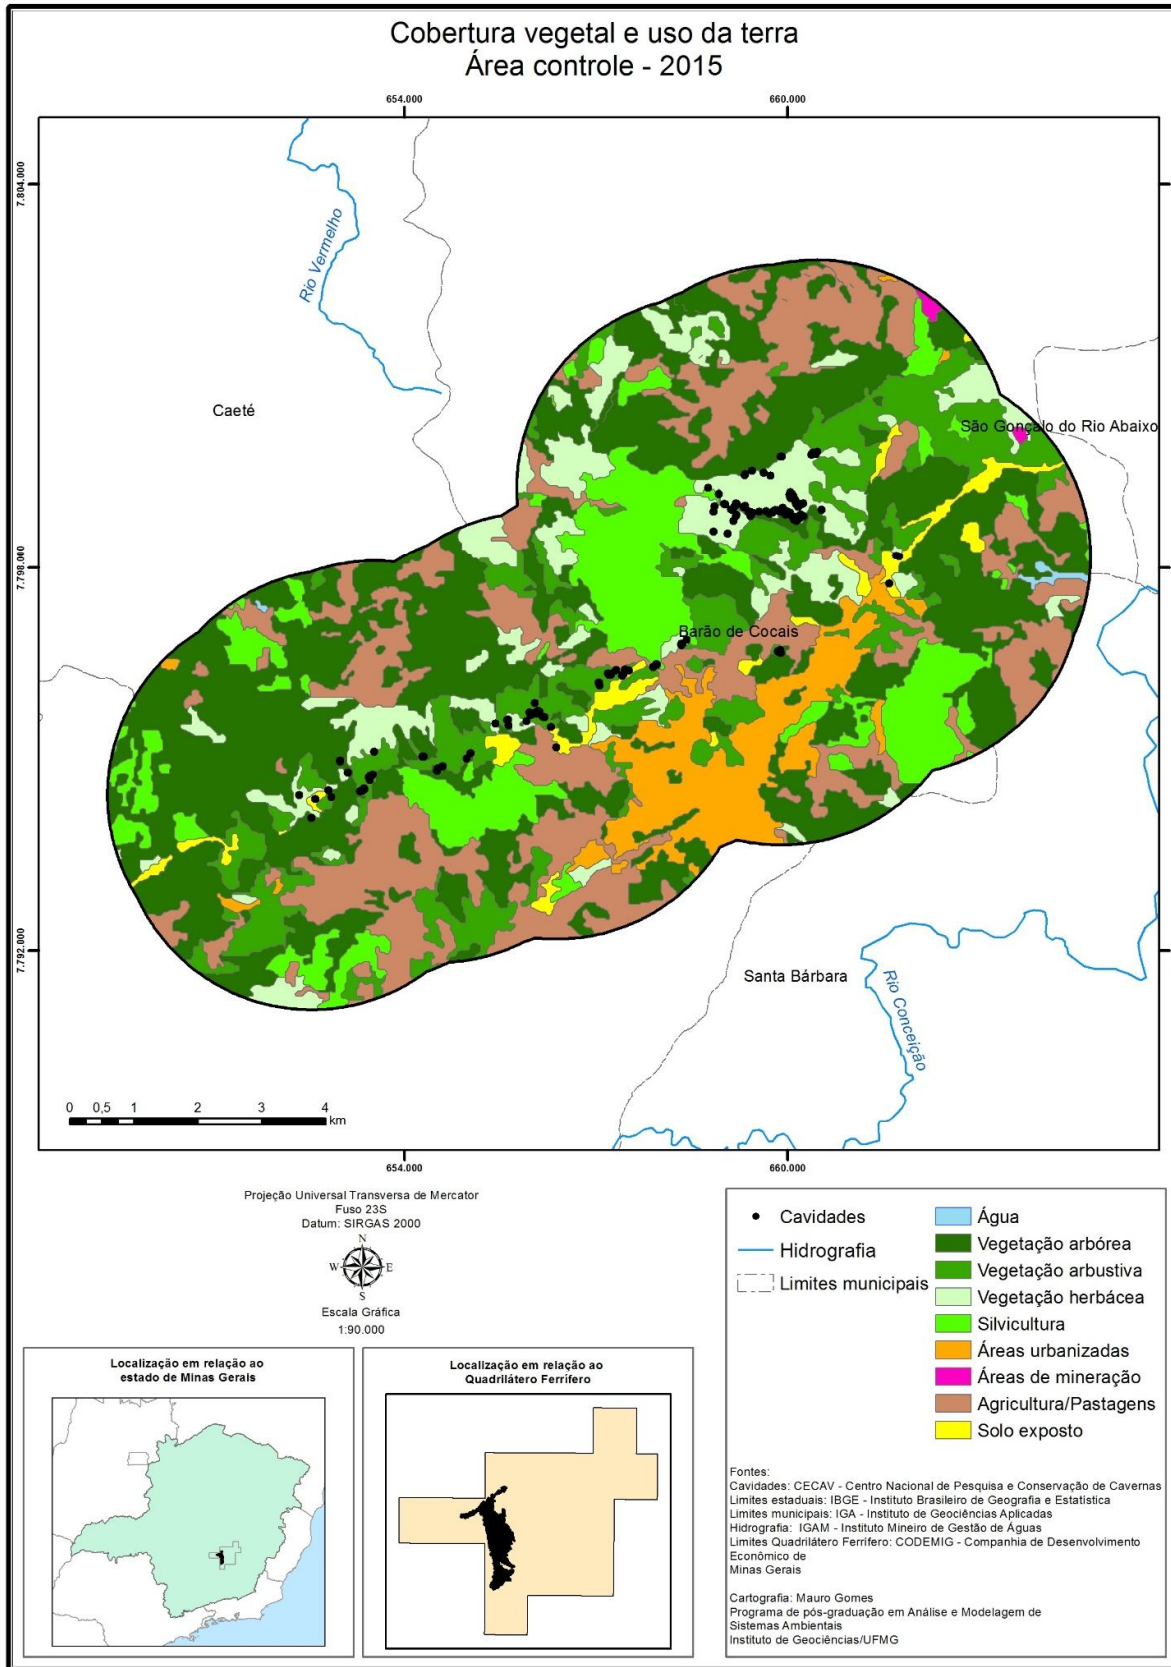 Cobertura vegetal e uso da terra
Área controle - 2015
654.000
660.000
7.804.000
7.798.000
7.792.000
Rio Vermelho
Caeté
São Gonçalo do Rio Abaixo
Barão de Cocais
Santa Bárbara
Rio Conceição
0 0,5 1 2 3 4
km
654.000
660.000
Projeção Universal Transversa de Mercator
Fuso 23S
Datum: SIRGAS 2000
N
W E
S
Escala Gráfica
1:90.000
Cavidades
Hidrografia
Limites municipais
Água
Vegetação arbórea
Vegetação arbustiva
Vegetação herbácea
Silvicultura
Áreas urbanizadas
Áreas de mineração
Agricultura/Pastagens
Solo exposto
Localização em relação ao
estado de Minas Gerais
Localização em relação ao
Quadrilátero Ferrífero
Fontes:
Cavidades: CECAV - Centro Nacional de Pesquisa e Conservação de Cavernas
Limites estaduais: IBGE - Instituto Brasileiro de Geografia e Estatística
Limites municipais: IGA - Instituto de Geociências Aplicadas
Hidrografia: IGAM - Instituto Mineiro de Gestão de Águas
Limites Quadrilátero Ferrífero: CODEMIG - Companhia de Desenvolvimento
Econômico de
Minas Gerais
Cartografia: Mauro Gomes
Programa de pós-graduação em Análise e Modelagem de
Sistemas Ambientais
Instituto de Geociências/UFMG